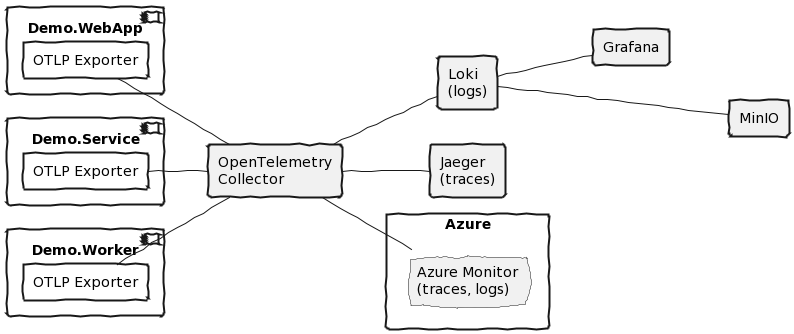 Demo.WebApp
OTLP Exporter
Demo.Service
OTLP Exporter
Demo.Worker
OTLP Exporter
OpenTelemetry
Collector
Loki
(logs)
Grafana
MinIO
Jaeger
(traces)
Azure
Azure Monitor
(traces, logs)